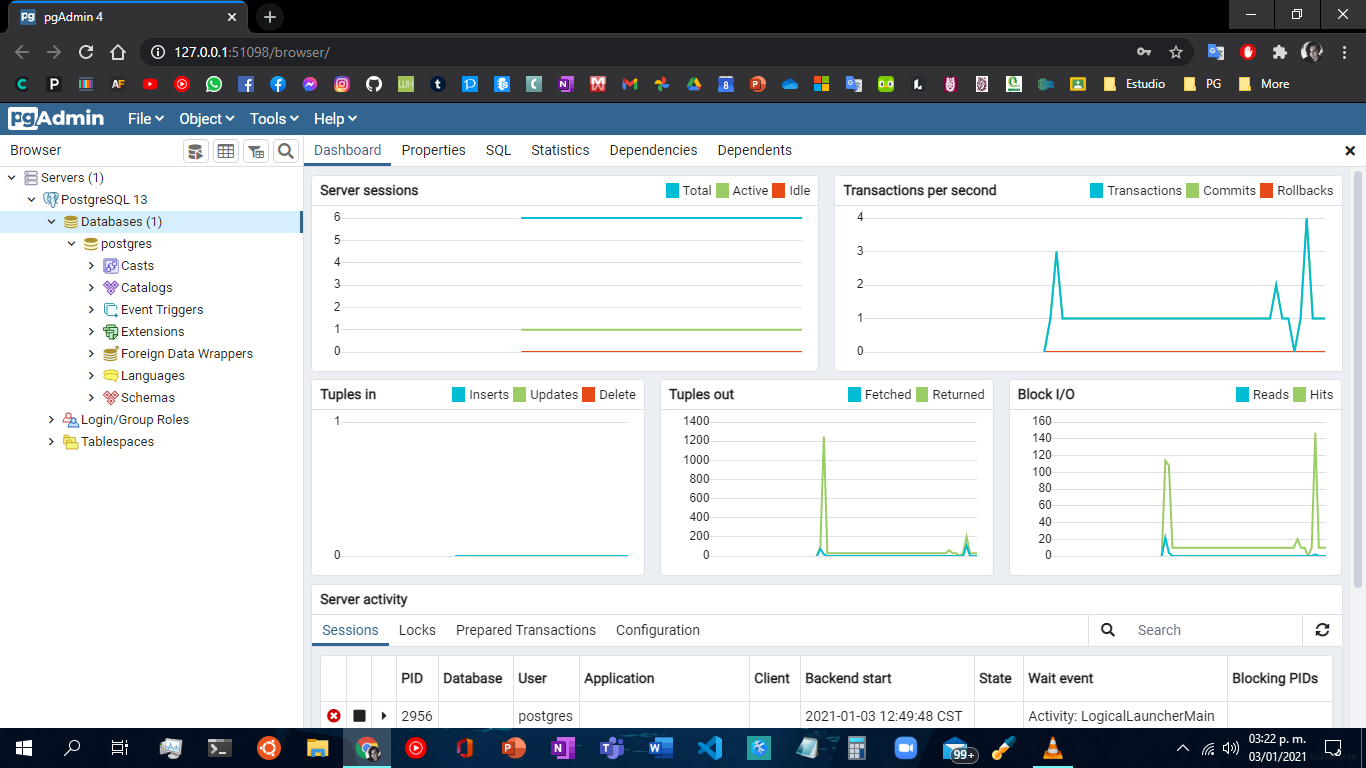 pgAdmin 4
127.0.0.1:51098/browser/
Estudio PG More
pgAdmin File Object Tools Help
Browser
Dashboard Properties SQL Statistics Dependencies Dependents
Servers (1)
PostgreSQL 13
Databases (1)
postgres
Casts
Catalogs
Event Triggers
Extensions
Foreign Data Wrappers
Languages
Schemas
Login/Group Roles
Tablespaces
Server sessions Total Active Idle
6
5
4
3
2
1
0
Transactions per second Transactions Commits Rollbacks
4
3
2
1
0
Tuples in Inserts Updates Delete
1
0
Tuples out Fetched Returned
1400
1200
1000
800
600
400
200
0
Block I/O Reads Hits
160
140
120
100
80
60
40
20
0
Server activity
Sessions Locks Prepared Transactions Configuration Search
PID Database User Application Client Backend start State Wait event Blocking PIDs
2956 postgres 2021-01-03 12:49:48 CST Activity: LogicalLauncherMain
99+
03:22 p. m.
03/01/2021